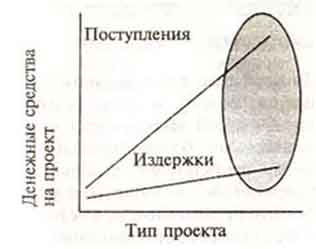 Поступления
Денежные средства
на проект
Издержки
Тип проекта